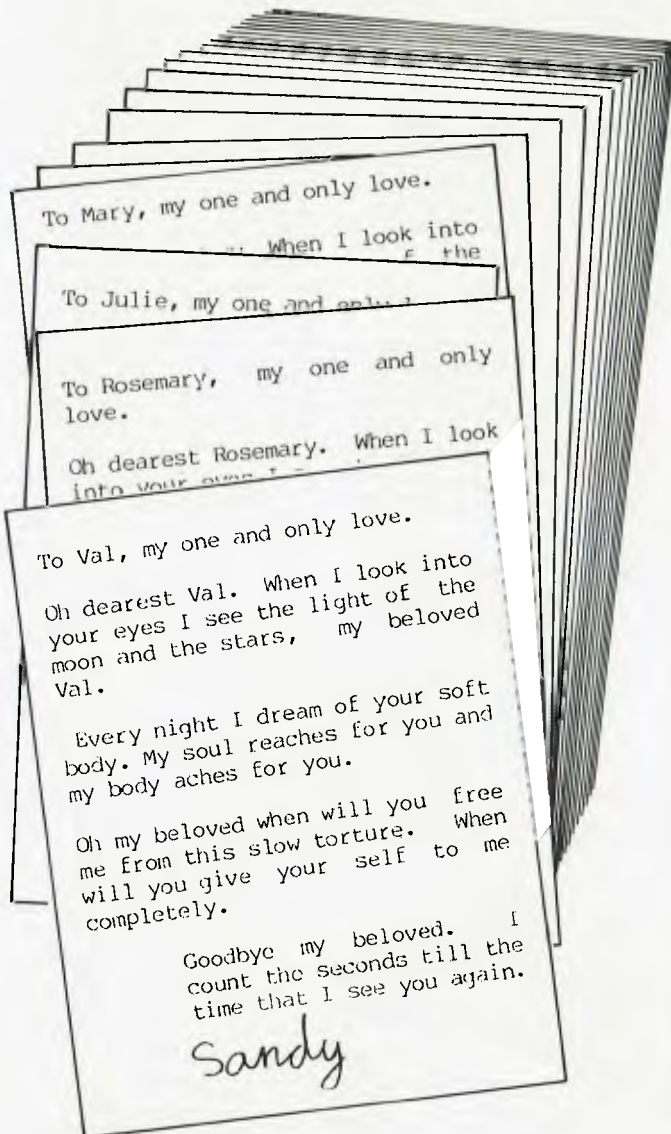 To Mary, my one and only love.
When I look into
the
To Julie, my one and only
To Rosemary, my one and only
love.
Oh dearest Rosemary. When I look
into your
To Val, my one and only love.
Oh dearest Val. When I look into
your eyes I see the light of the
moon and the stars, my beloved
Val.
Every night I dream of your soft
body. My soul reaches for you and
my body aches for you.
Oh my beloved when will you free
me from this slow torture. When
will you give your self to me
completely.
Goodbye my beloved. I
count the seconds till the
time that I see you again.
Sandy